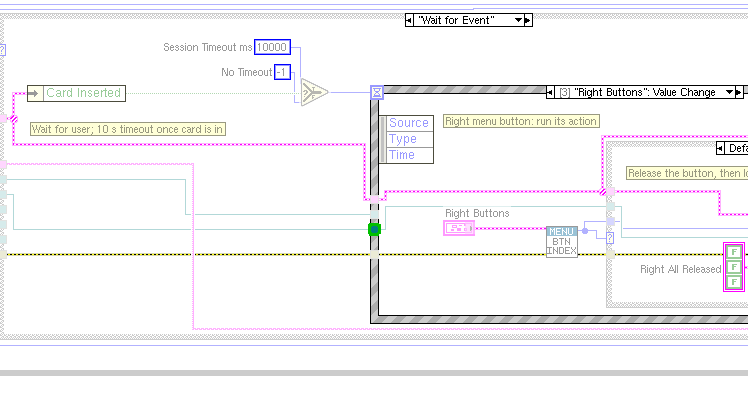 "Wait for Event"
Session Timeout ms 10000
No Timeout -1
Card Inserted
[3] "Right Buttons": Value Change
Wait for user; 10 s timeout once card is in
Source
Type
Time
Right menu button: run its action
Release the button, then
Right Buttons
MENU
BTN
INDEX
?
Right All Released
F
F
F